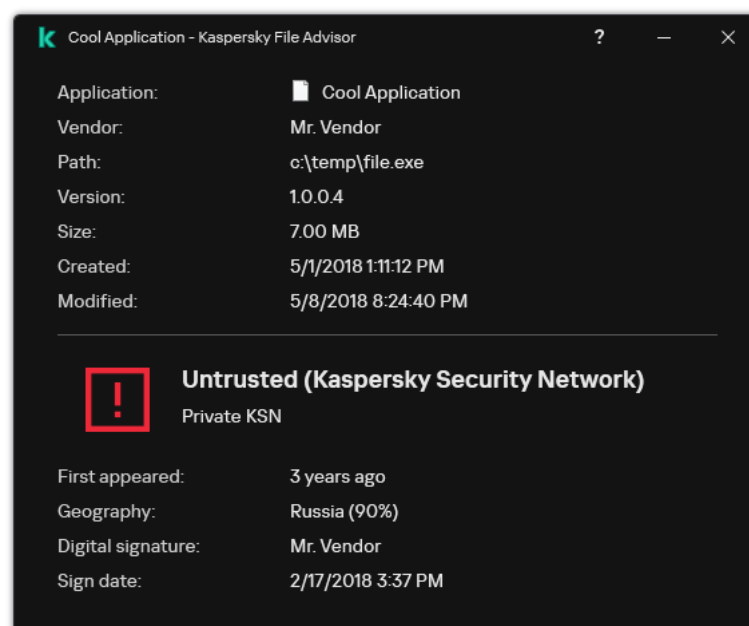 Cool Application - Kaspersky File Advisor ?
Application: Cool Application
Vendor: Mr. Vendor
Path: c:\temp\file.exe
Version: 1.0.0.4
Size: 7.00 MB
Created: 5/1/2018 1:11:12 PM
Modified: 5/8/2018 8:24:40 PM
!
Untrusted (Kaspersky Security Network)
Private KSN
First appeared: 3 years ago
Geography: Russia (90%)
Digital signature: Mr. Vendor
Sign date: 2/17/2018 3:37 PM